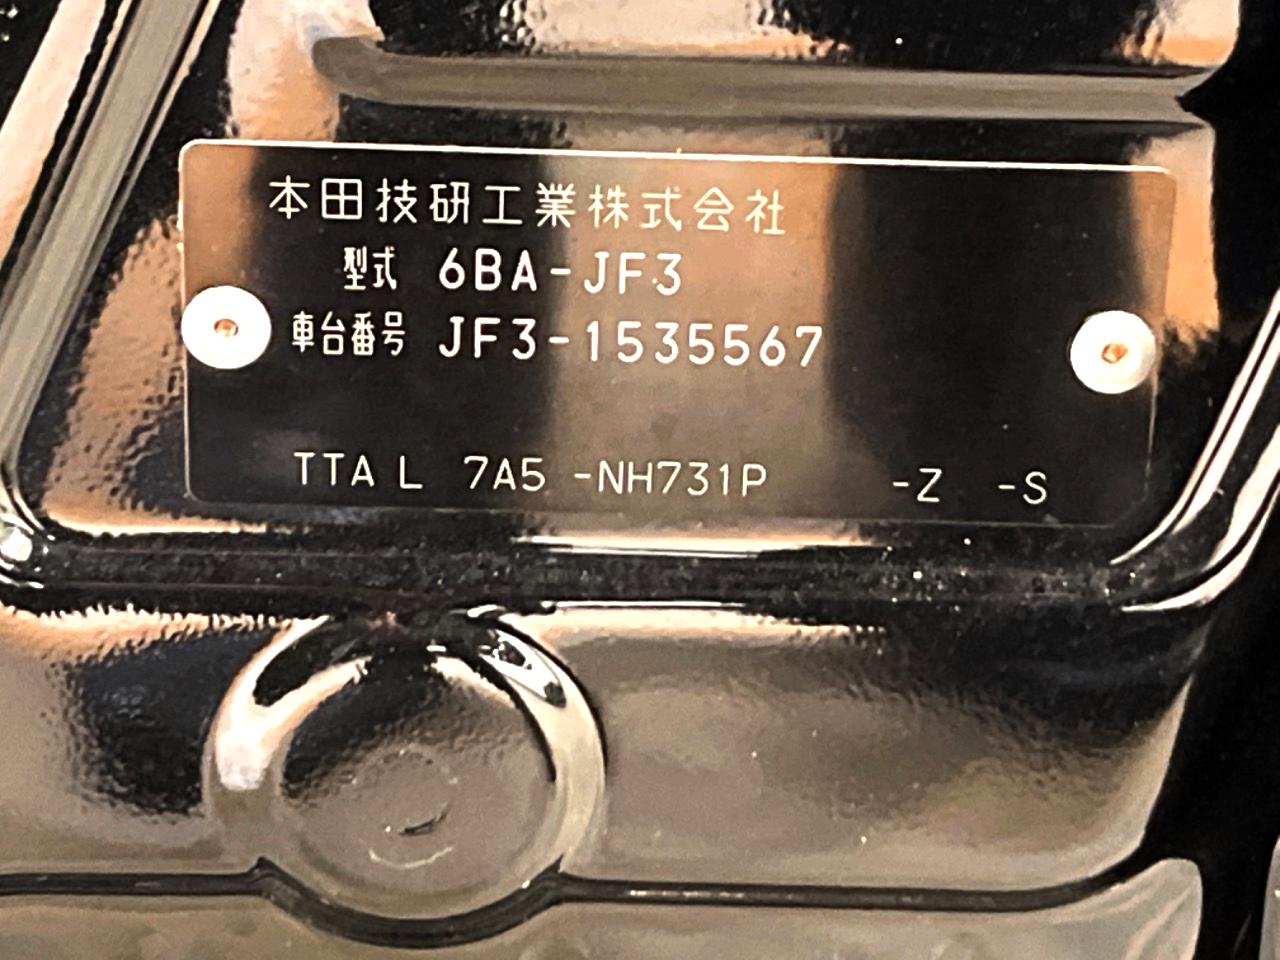 本田技研工業株式会社
型式 6BA-JF3
車台番号 JF3-1535567
TTA L 7A5 -NH731P -Z -S